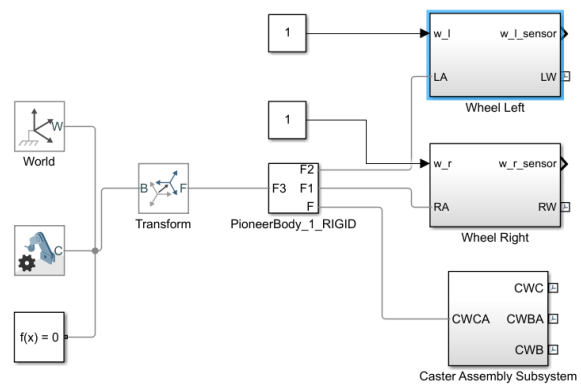 1
w_l
w_l_sensor
LA
LW
Wheel Left
1
w_r
w_r_sensor
RA
RW
Wheel Right
W
World
B
F
Transform
F3
F2
F1
F
PioneerBody_1_RIGID
C
f(x) = 0
CWCA
CWC
CWBA
CWB
Caster Assembly Subsystem